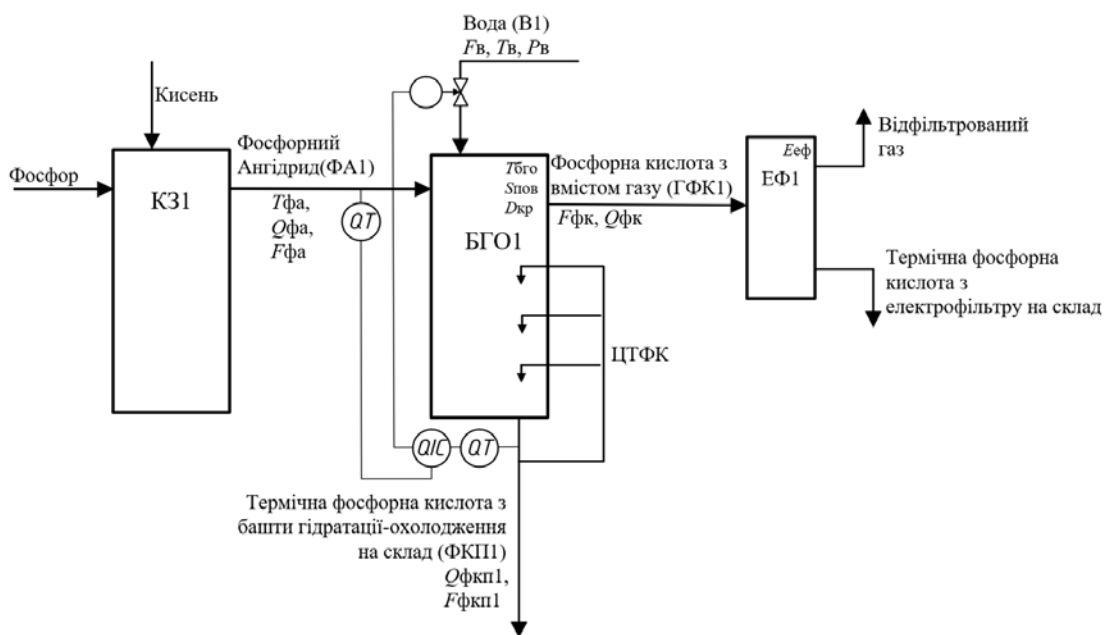 Вода (В1)
Fв, Tв, Pв
Кисень
Фосфор
КЗ1
Фосфорний
Ангідрид(ФА1)
Tфа,
Qфа,
Fфа
QT
Tбго
Sпов
Dкр
БГО1
Фосфорна кислота з
вмістом газу (ГФК1)
Fфк, Qфк
Eеф
ЕФ1
Відфільтрований
газ
Термічна фосфорна
кислота з
електрофільтру на склад
ЦТФК
QIC
QT
Термічна фосфорна кислота з
башти гідратації-охолодження
на склад (ФКП1)
Qфкп1,
Fфкп1